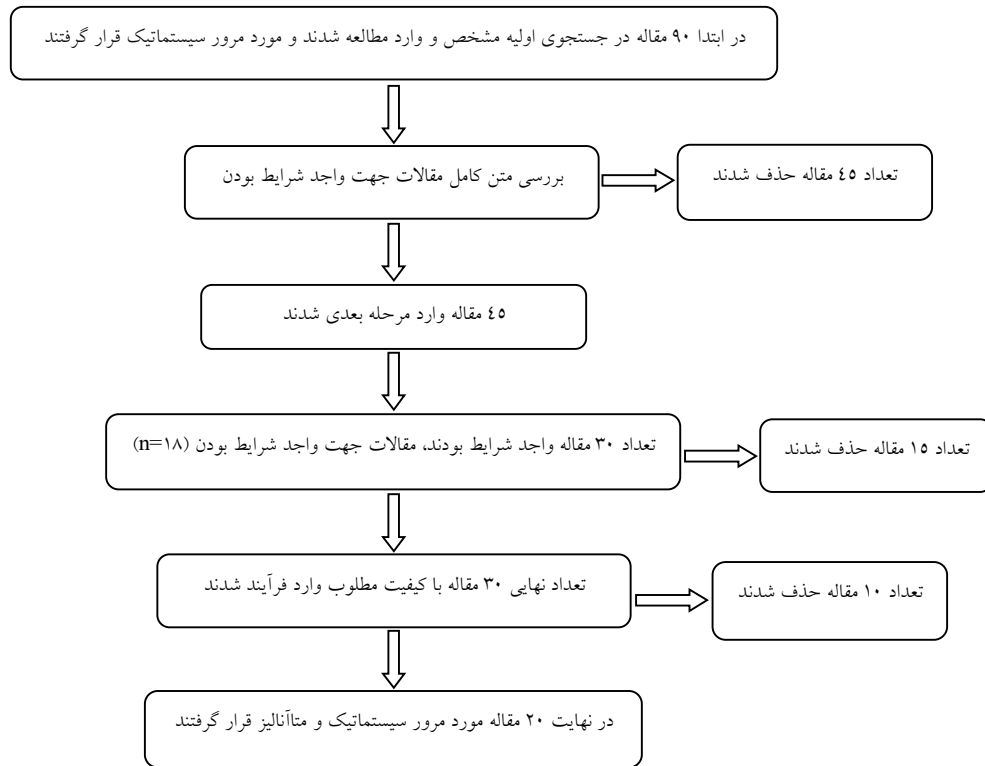 در ابتدا ۹۰ مقاله در جستجوی اولیه مشخص و وارد مطالعه شدند و مورد مرور سیستماتیک قرار گرفتند
بررسی متن کامل مقالات جهت واجد شرایط بودن
تعداد ٤٥ مقاله حذف شدند
٤٥ مقاله وارد مرحله بعدی شدند
تعداد ۳۰ مقاله واجد شرایط بودند، مقالات جهت واجد شرایط بودن (n=۱۸)
تعداد ۱٥ مقاله حذف شدند
تعداد نهایی ۳۰ مقاله با کیفیت مطلوب وارد فرآیند شدند
تعداد ۱۰ مقاله حذف شدند
در نهایت ۲۰ مقاله مورد مرور سیستماتیک و متاآنالیز قرار گرفتند